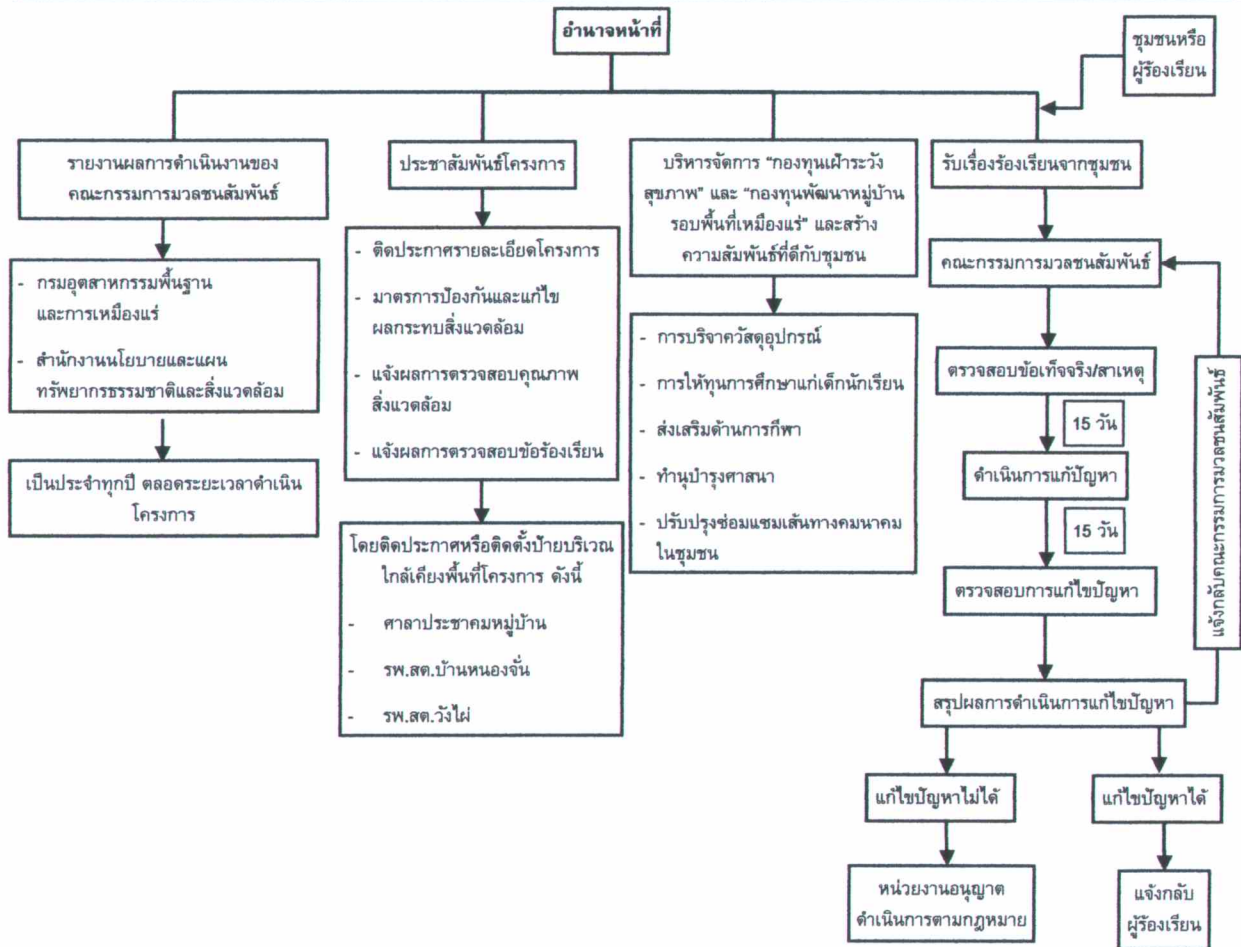 อำนาจหน้าที่
ชุมชนหรือ
ผู้ร้องเรียน
รายงานผลการดำเนินงานของ
คณะกรรมการมวลชนสัมพันธ์
- กรมอุตสาหกรรมพื้นฐาน
และการเหมืองแร่
- สำนักงานนโยบายและแผน
ทรัพยากรธรรมชาติและสิ่งแวดล้อม
เป็นประจำทุกปี ตลอดระยะเวลาดำเนิน
โครงการ
ประชาสัมพันธ์โครงการ
- ติดประกาศรายละเอียดโครงการ
- มาตรการป้องกันและแก้ไข
ผลกระทบสิ่งแวดล้อม
- แจ้งผลการตรวจสอบคุณภาพ
สิ่งแวดล้อม
- แจ้งผลการตรวจสอบข้อร้องเรียน
โดยติดประกาศหรือติดตั้งป้ายบริเวณ
ใกล้เคียงพื้นที่โครงการ ดังนี้
- ศาลาประชาคมหมู่บ้าน
- รพ.สต.บ้านหนองจั่น
- รพ.สต.วังไผ่
บริหารจัดการ "กองทุนเฝ้าระวัง
สุขภาพ" และ "กองทุนพัฒนาหมู่บ้าน
รอบพื้นที่เหมืองแร่" และสร้าง
ความสัมพันธ์ที่ดีกับชุมชน
- การบริจาควัสดุอุปกรณ์
- การให้ทุนการศึกษาแก่เด็กนักเรียน
- ส่งเสริมด้านการกีฬา
- ทำนุบำรุงศาสนา
- ปรับปรุงซ่อมแซมเส้นทางคมนาคม
ในชุมชน
รับเรื่องร้องเรียนจากชุมชน
คณะกรรมการมวลชนสัมพันธ์
ตรวจสอบข้อเท็จจริง/สาเหตุ
15 วัน
ดำเนินการแก้ปัญหา
15 วัน
ตรวจสอบการแก้ไขปัญหา
สรุปผลการดำเนินการแก้ไขปัญหา
แจ้งกลับคณะกรรมการมวลชนสัมพันธ์
แก้ไขปัญหาไม่ได้
แก้ไขปัญหาได้
หน่วยงานอนุญาต
ดำเนินการตามกฎหมาย
แจ้งกลับ
ผู้ร้องเรียน